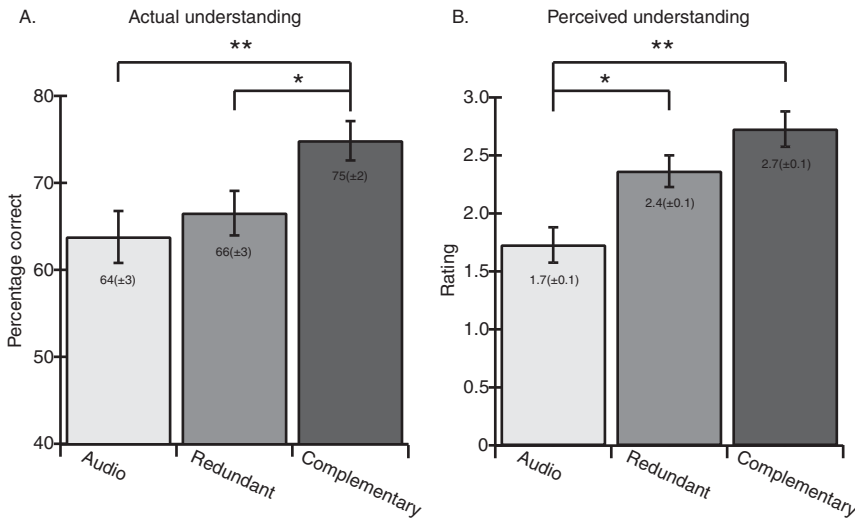 A. Actual understanding
**
*
80
70
60
50
40
Percentage correct
64(±3)
66(±3)
75(±2)
Audio
Redundant
Complementary
B. Perceived understanding
**
*
3.0
2.5
2.0
1.5
1.0
0.5
0
Rating
1.7(±0.1)
2.4(±0.1)
2.7(±0.1)
Audio
Redundant
Complementary